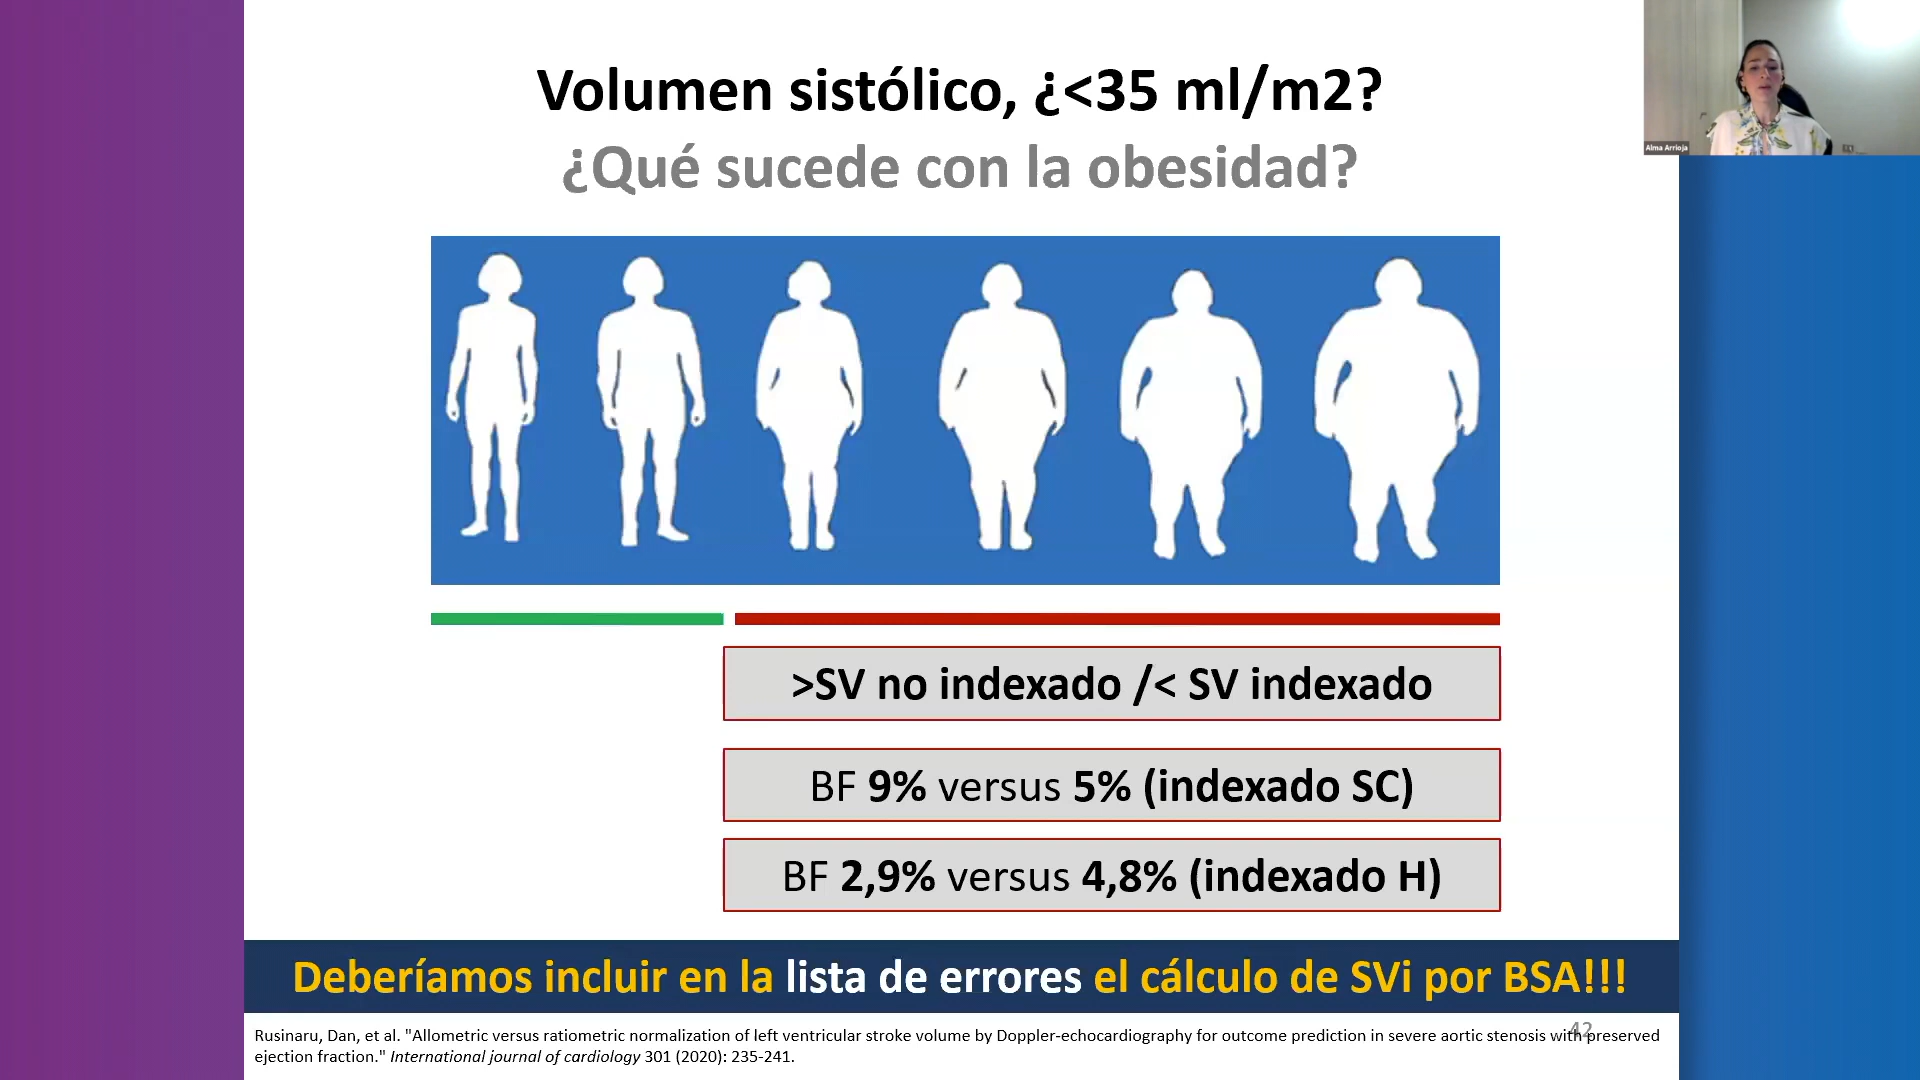 Volumen sistólico, ¿<35 ml/m2?
¿Qué sucede con la obesidad?
Alma Arrioja
>SV no indexado /< SV indexado
BF 9% versus 5% (indexado SC)
BF 2,9% versus 4,8% (indexado H)
Deberíamos incluir en la lista de errores el cálculo de SVi por BSA!!!
42
Rusinaru, Dan, et al. "Allometric versus ratiometric normalization of left ventricular stroke volume by Doppler-echocardiography for outcome prediction in severe aortic stenosis with preserved
ejection fraction." International journal of cardiology 301 (2020): 235-241.